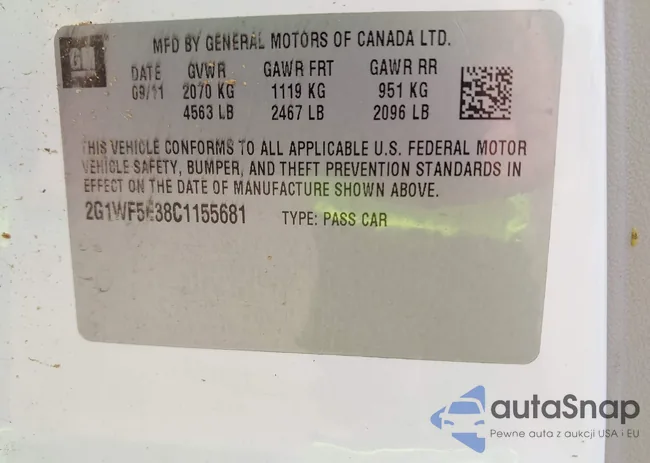 GM
MFD BY GENERAL MOTORS OF CANADA LTD.
DATE GVWR GAWR FRT GAWR RR
09/11 2070 KG 1119 KG 951 KG
4563 LB 2467 LB 2096 LB
THIS VEHICLE CONFORMS TO ALL APPLICABLE U.S. FEDERAL MOTOR
VEHICLE SAFETY, BUMPER, AND THEFT PREVENTION STANDARDS IN
EFFECT ON THE DATE OF MANUFACTURE SHOWN ABOVE.
2G1WF5E38C1155681 TYPE: PASS CAR
autaSnap
Pewne auta z aukcji USA i EU